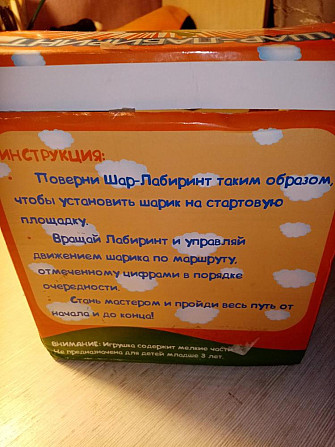 ШАР-ЛАБИРИНТ
ИНСТРУКЦИЯ:
Поверни Шар-Лабиринт таким образом,
чтобы установить шарик на стартовую
площадку.
Вращай Лабиринт и управляй
движением шарика по маршруту,
отмеченному цифрами в порядке
очередности.
Стань мастером и пройди весь путь от
начала и до конца!
ВНИМАНИЕ: Игрушка содержит мелкие части.
Не предназначена для детей младше 3 лет.